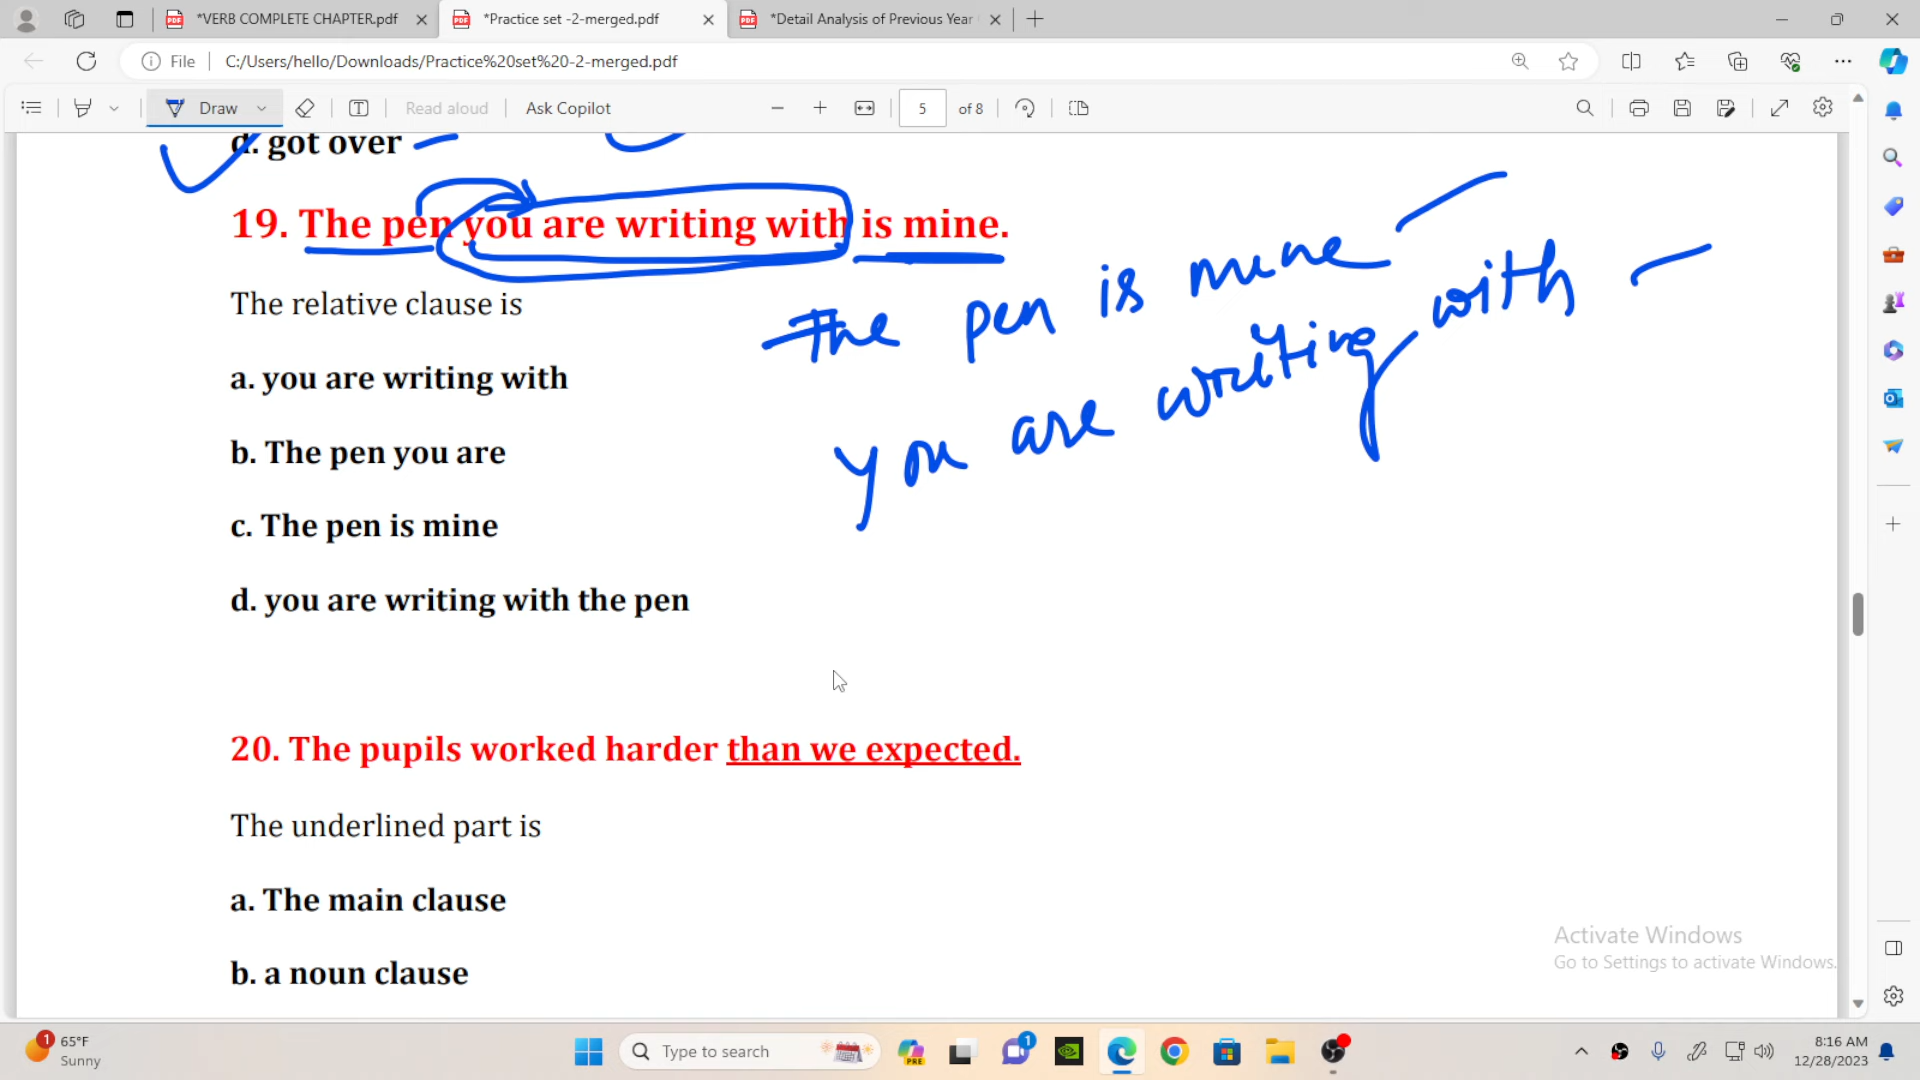 *VERB COMPLETE CHAPTER.pdf
*Practice set -2-merged.pdf
*Detail Analysis of Previous Year
File
C:/Users/hello/Downloads/Practice%20set%20-2-merged.pdf
Draw
Read aloud
Ask Copilot
5 of 8
d. got over
19. The pen you are writing with is mine.
The pen is mine
you are writing with
The relative clause is
a. you are writing with
b. The pen you are
c. The pen is mine
d. you are writing with the pen
20. The pupils worked harder than we expected.
The underlined part is
a. The main clause
b. a noun clause
Activate Windows
Go to Settings to activate Windows.
1
65°F
Sunny
Type to search
PRE
1
8:16 AM
12/28/2023